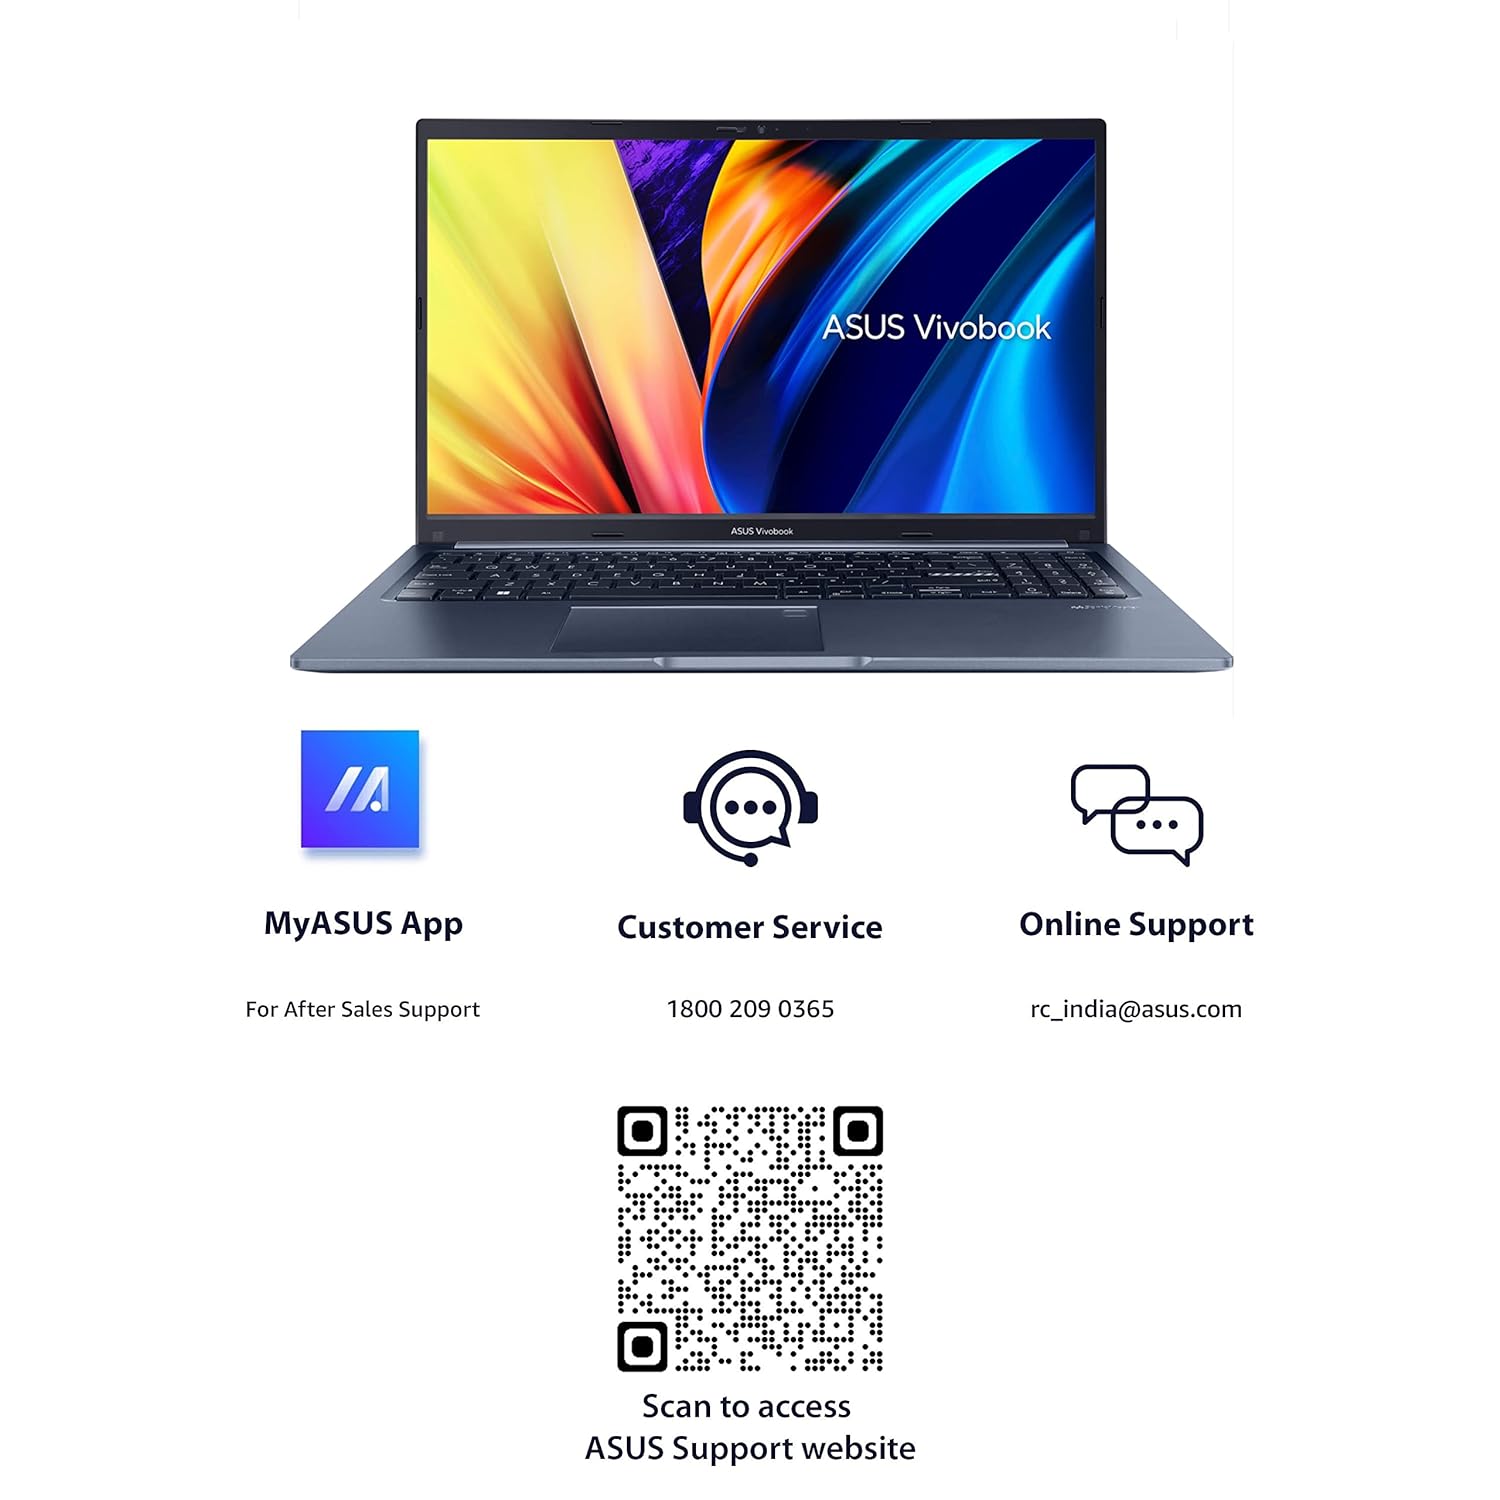 ASUS Vivobook
ASUS Vivobook
MyASUS App
Customer Service
Online Support
For After Sales Support
1800 209 0365
rc_india@asus.com
Scan to access
ASUS Support website